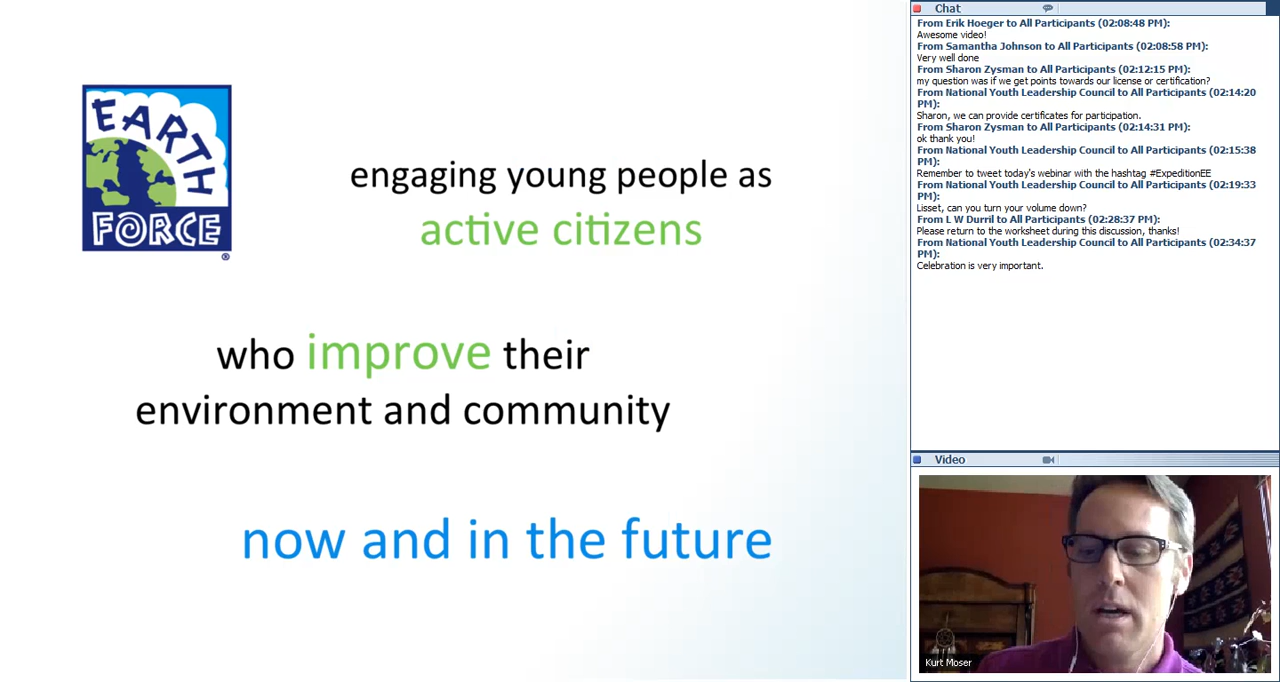 EARTH
FORCE
®
engaging young people as
active citizens
who improve their
environment and community
now and in the future
Chat
From Erik Hoeger to All Participants (02:08:48 PM):
Awesome video!
From Samantha Johnson to All Participants (02:08:58 PM):
Very well done
From Sharon Zysman to All Participants (02:12:15 PM):
my question was if we get points towards our license or certification?
From National Youth Leadership Council to All Participants (02:14:20
PM):
Sharon, we can provide certificates for participation.
From Sharon Zysman to All Participants (02:14:31 PM):
ok thank you!
From National Youth Leadership Council to All Participants (02:15:38
PM):
Remember to tweet today's webinar with the hashtag #ExpeditionEE
From National Youth Leadership Council to All Participants (02:19:33
PM):
Lisset, can you turn your volume down?
From L W Durril to All Participants (02:28:37 PM):
Please return to the worksheet during this discussion, thanks!
From National Youth Leadership Council to All Participants (02:34:37
PM):
Celebration is very important.
Video
Kurt Moser